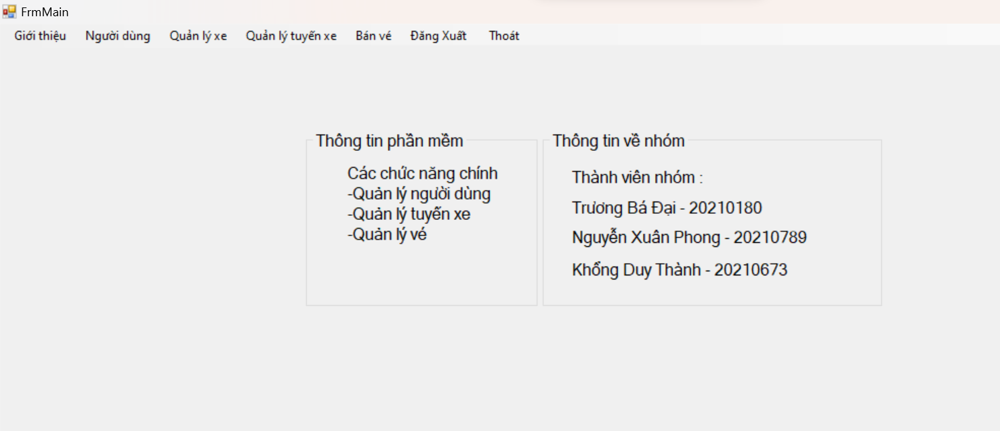 FrmMain
Giới thiệu Người dùng Quản lý xe Quản lý tuyến xe Bán vé Đăng Xuất Thoát
Thông tin phần mềm
Các chức năng chính
-Quản lý người dùng
-Quản lý tuyến xe
-Quản lý vé
Thông tin về nhóm
Thành viên nhóm :
Trương Bá Đại - 20210180
Nguyễn Xuân Phong - 20210789
Khổng Duy Thành - 20210673